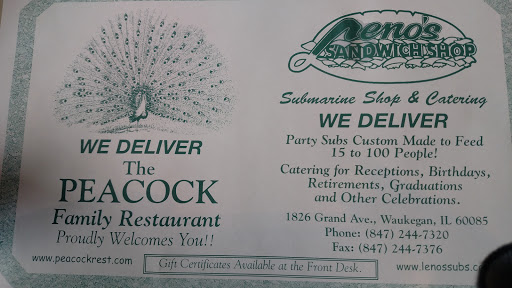 WE DELIVER
The
PEACOCK
Family Restaurant
Proudly Welcomes You!!
www.peacockrest.com
Leno's
SANDWICH SHOP
Submarine Shop & Catering
WE DELIVER
Party Subs Custom Made to Feed
15 to 100 People!
Catering for Receptions, Birthdays,
Retirements, Graduations
and Other Celebrations.
1826 Grand Ave., Waukegan, IL 60085
Phone: (847) 244-7320
Fax: (847) 244-7376
Gift Certificates Available at the Front Desk.
www.lenossubs.c